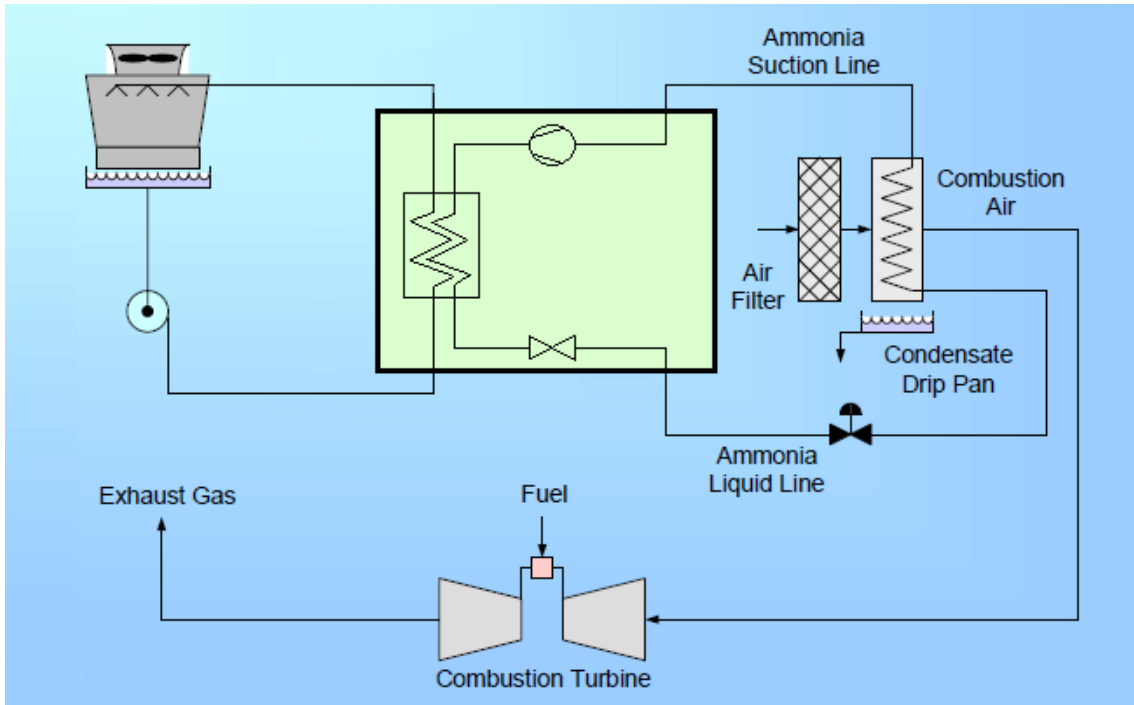 Ammonia
Suction Line
Combustion
Air
Air
Filter
Condensate
Drip Pan
Ammonia
Liquid Line
Exhaust Gas
Fuel
Combustion Turbine